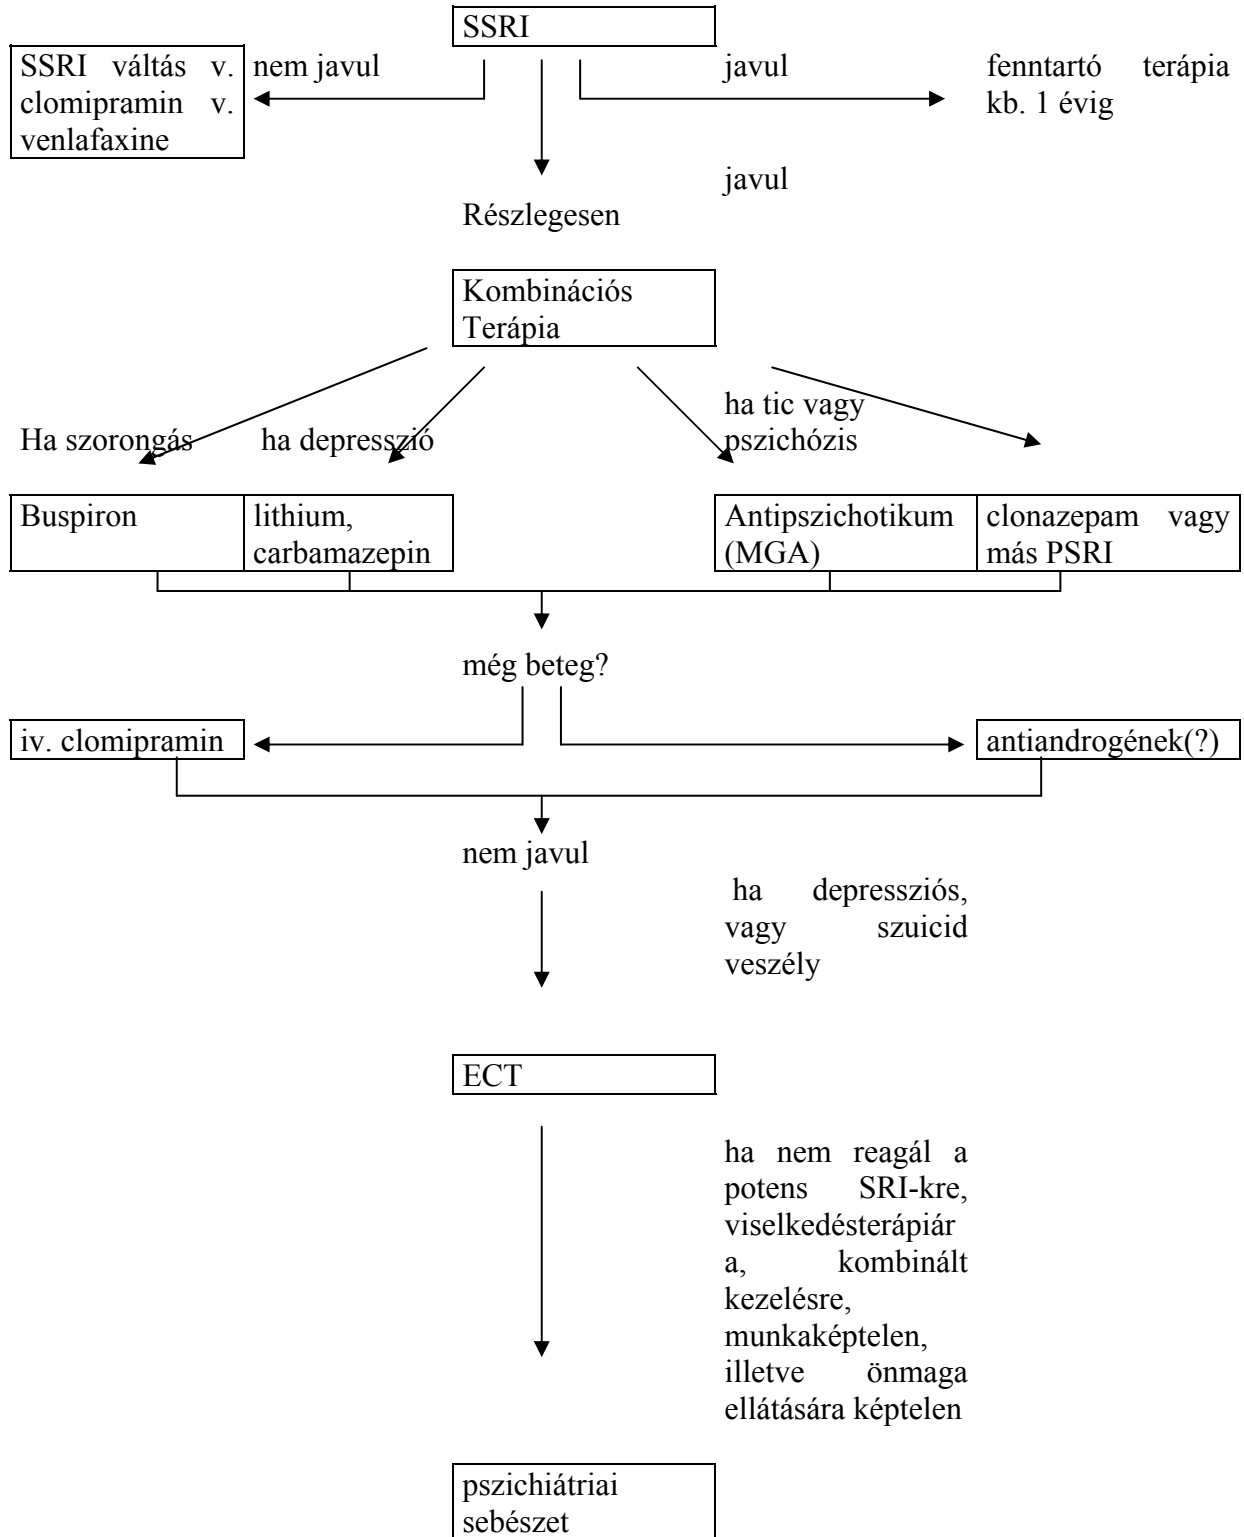 SSRI
SSRI váltás v.
clomipramin v.
venlafaxine
nem javul
javul
fenntartó terápia
kb. 1 évig
javul
Részlegesen
Kombinációs
Terápia
Ha szorongás
ha depresszió
ha tic vagy
pszichózis
Buspiron
lithium,
carbamazepin
Antipszichotikum
(MGA)
clonazepam vagy
más PSRI
még beteg?
iv. clomipramin
antiandrogének(?)
nem javul
ha depressziós,
vagy szuicid
veszély
ECT
ha nem reagál a
potens SRI-kre,
viselkedésterápiár
a, kombinált
kezelésre,
munkaképtelen,
illetve önmaga
ellátására képtelen
pszichiátriai
sebészet